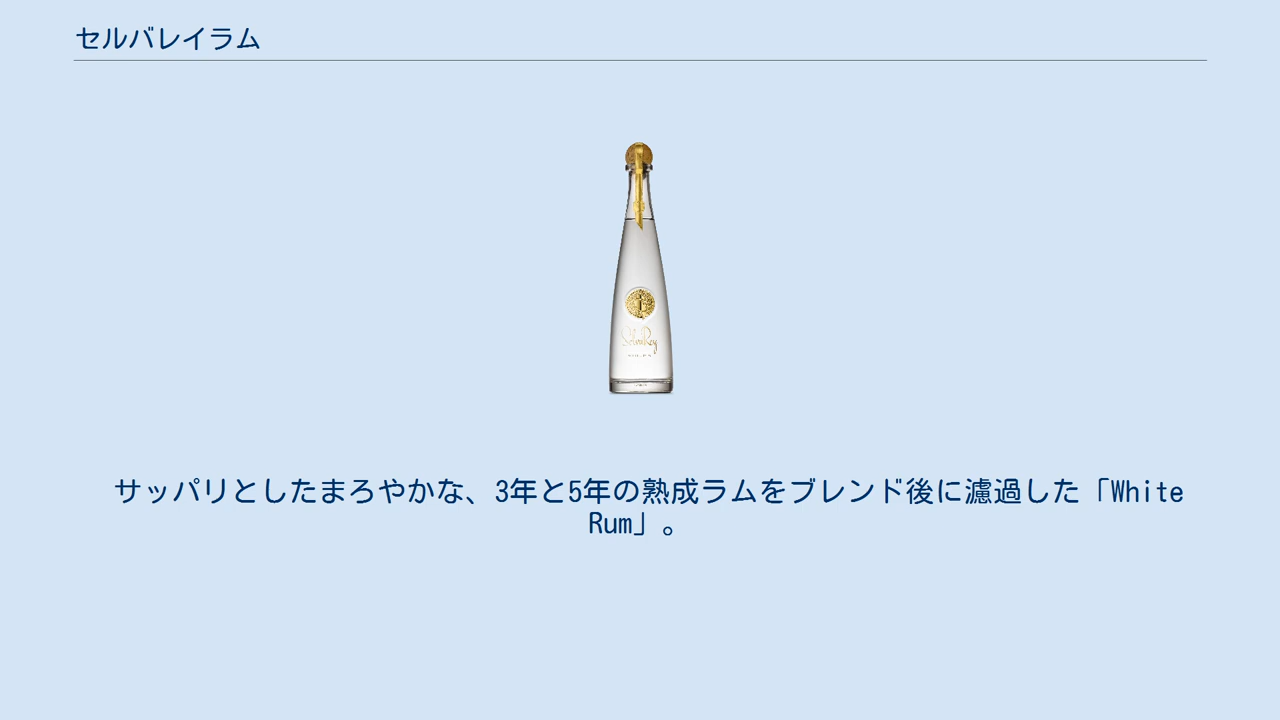 セルバレイラム
SelvaRey
サッパリとしたまろやかな、3年と5年の熟成ラムをブレンド後に濾過した「White
Rum」。